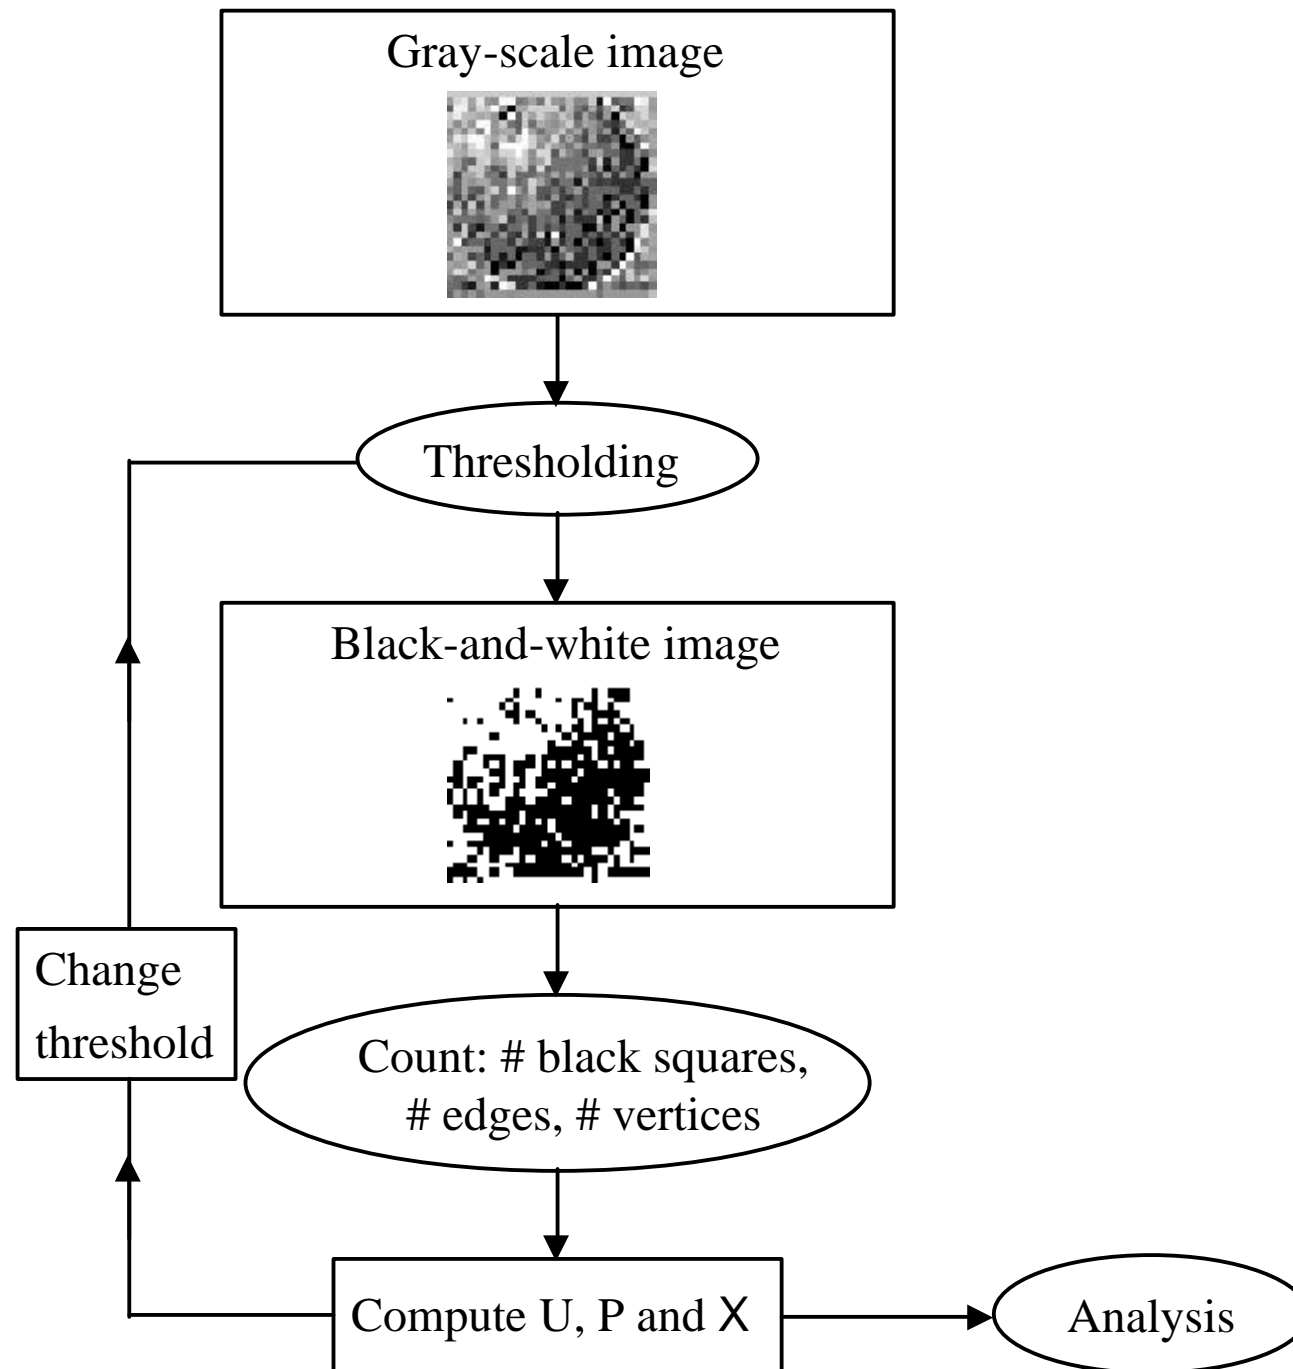 Gray-scale image
Thresholding
Black-and-white image
Change
threshold
Count: # black squares,
# edges, # vertices
Compute U, P and X
Analysis